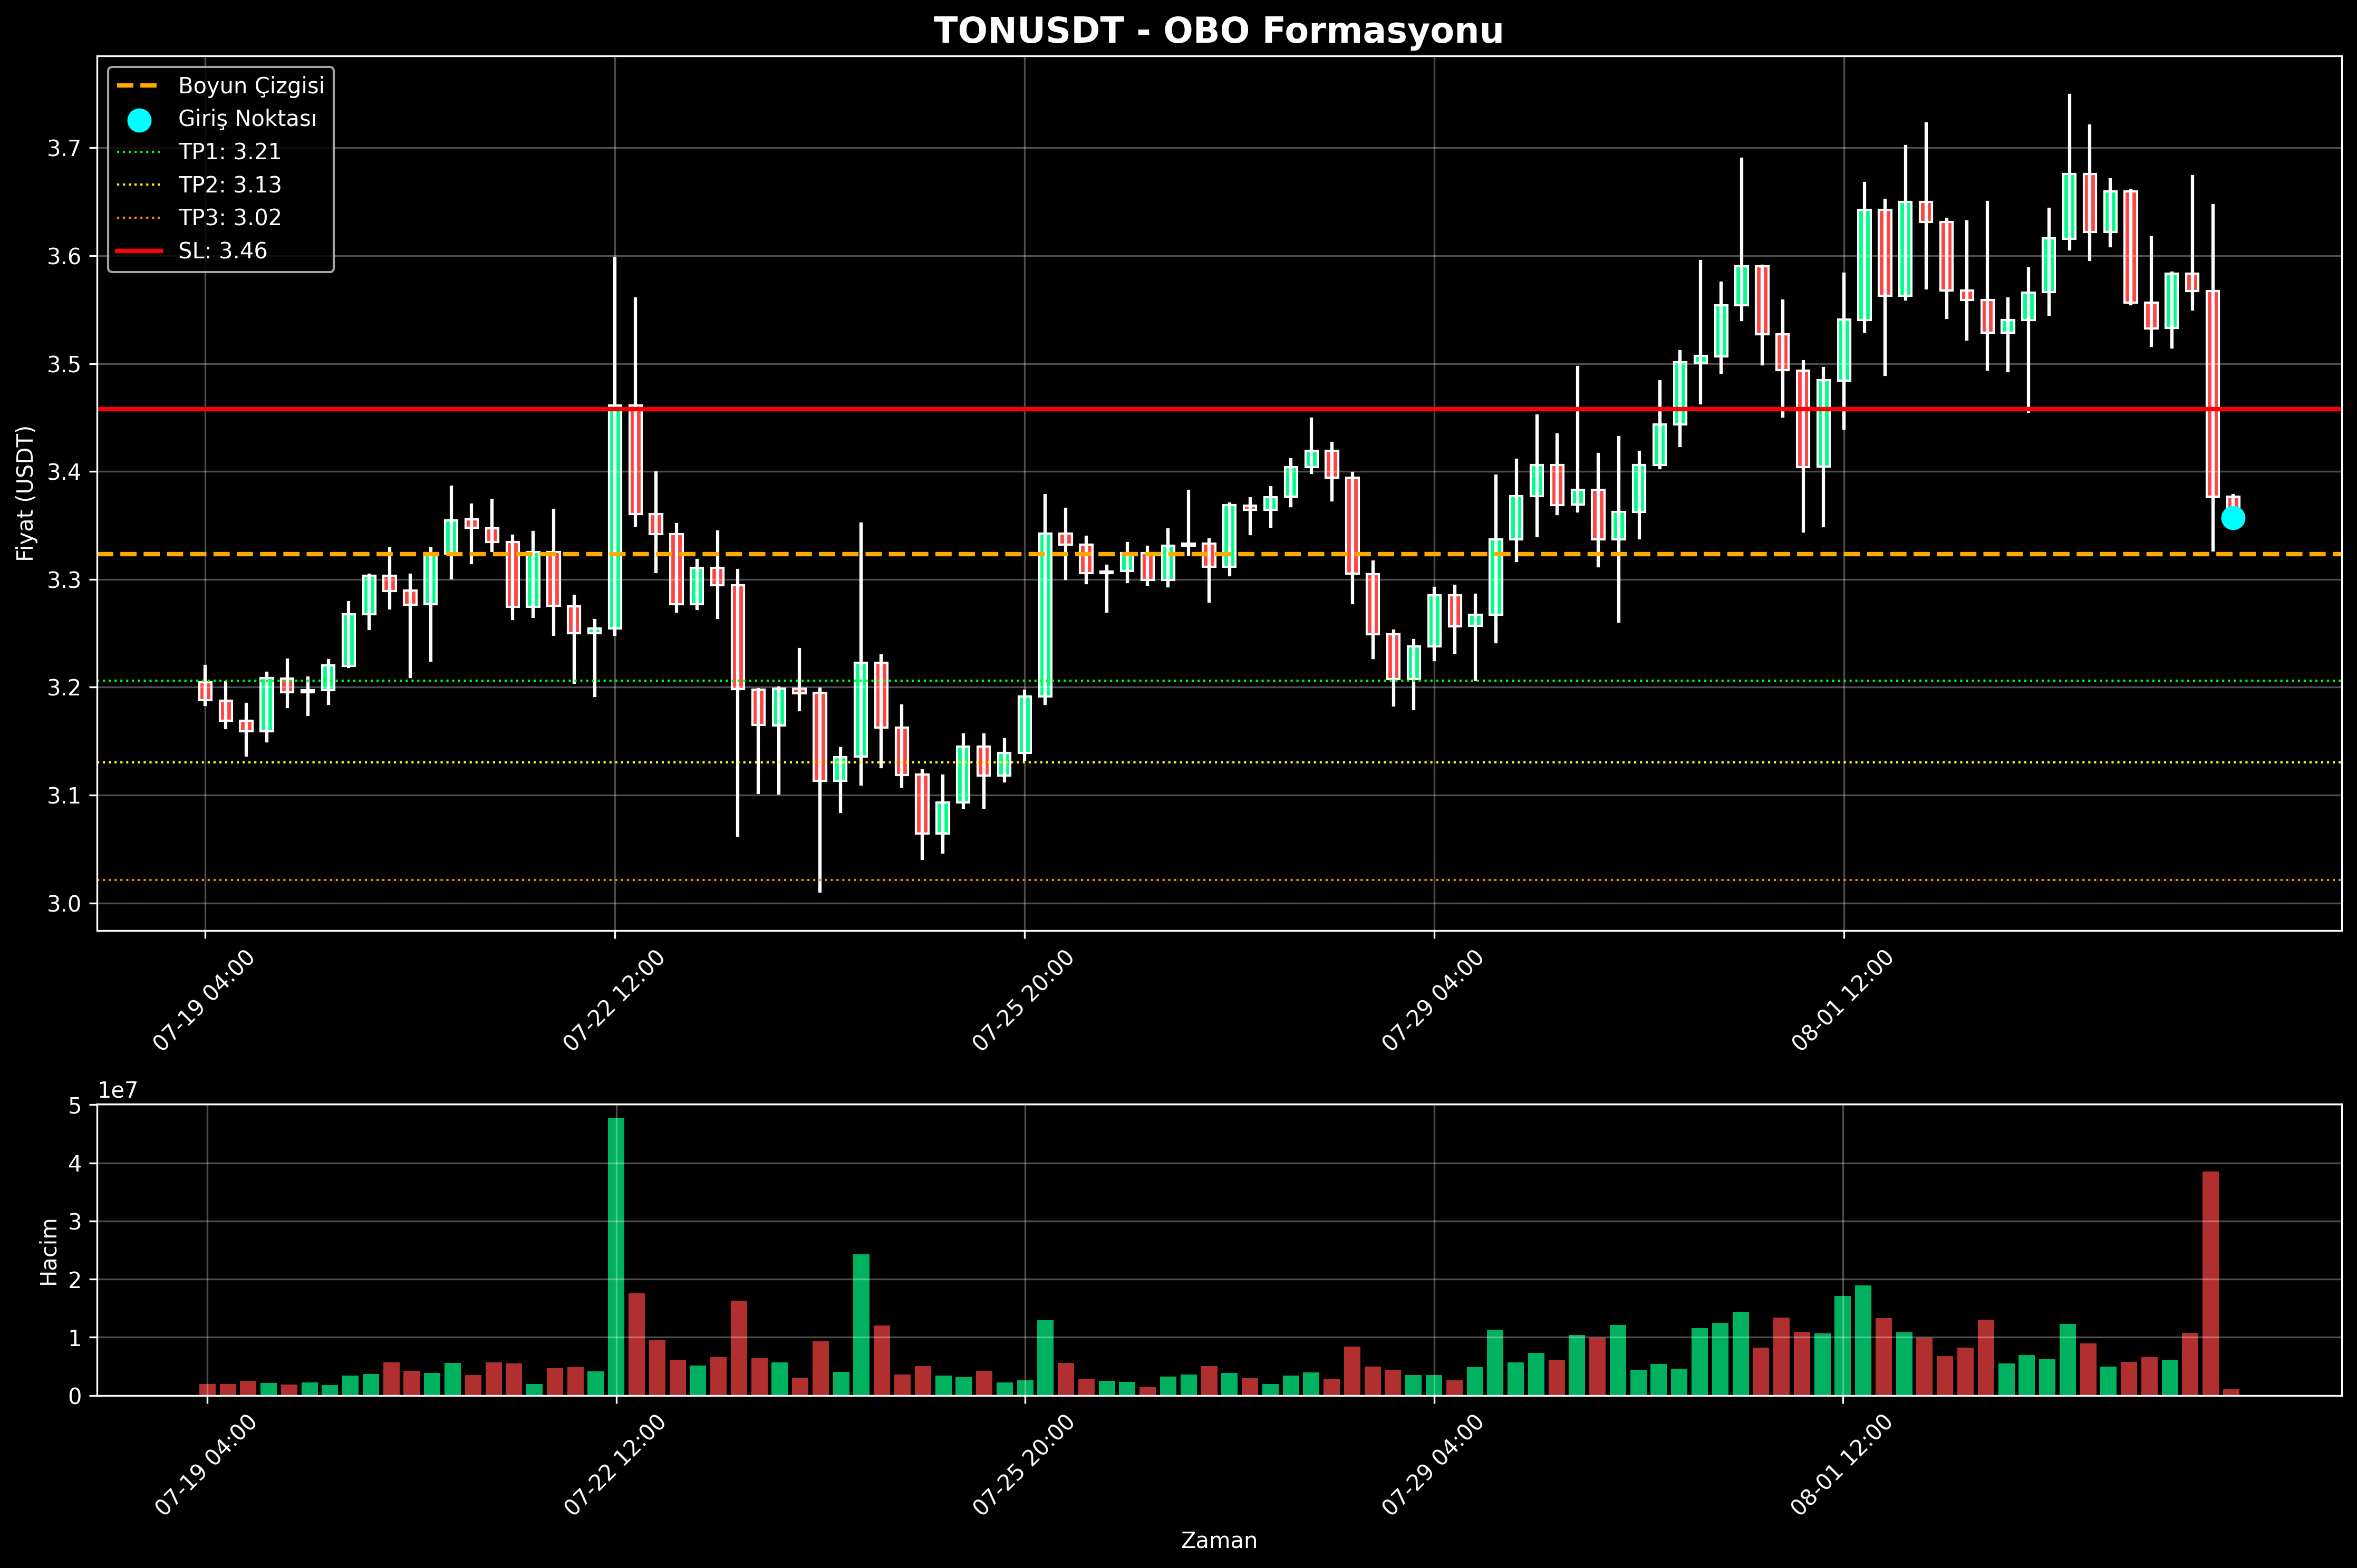 TONUSDT - OBO Formasyonu
Boyun Çizgisi
Giriş Noktası
TP1: 3.21
TP2: 3.13
TP3: 3.02
SL: 3.46
Fiyat (USDT)
3.7
3.6
3.5
3.4
3.3
3.2
3.1
3.0
07-19 04:00
07-22 12:00
07-25 20:00
07-29 04:00
08-01 12:00
1e7
Hacim
5
4
3
2
1
0
07-19 04:00
07-22 12:00
07-25 20:00
07-29 04:00
08-01 12:00
Zaman